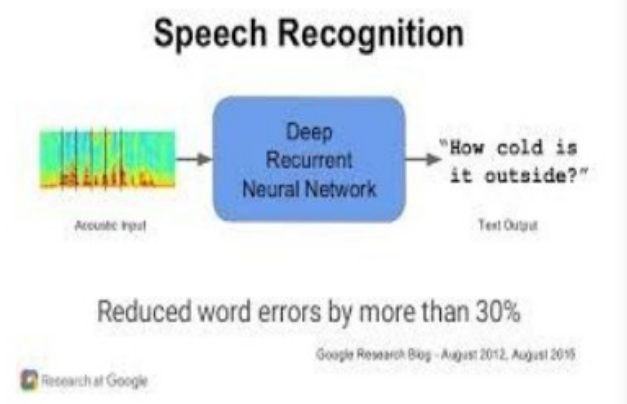 Speech Recognition
Deep
Recurrent
Neural Network
"How cold is
it outside?"
Acoustic Input
Text Output
Reduced word errors by more than 30%
Google Research Blog - August 2012, August 2015
Research at Google